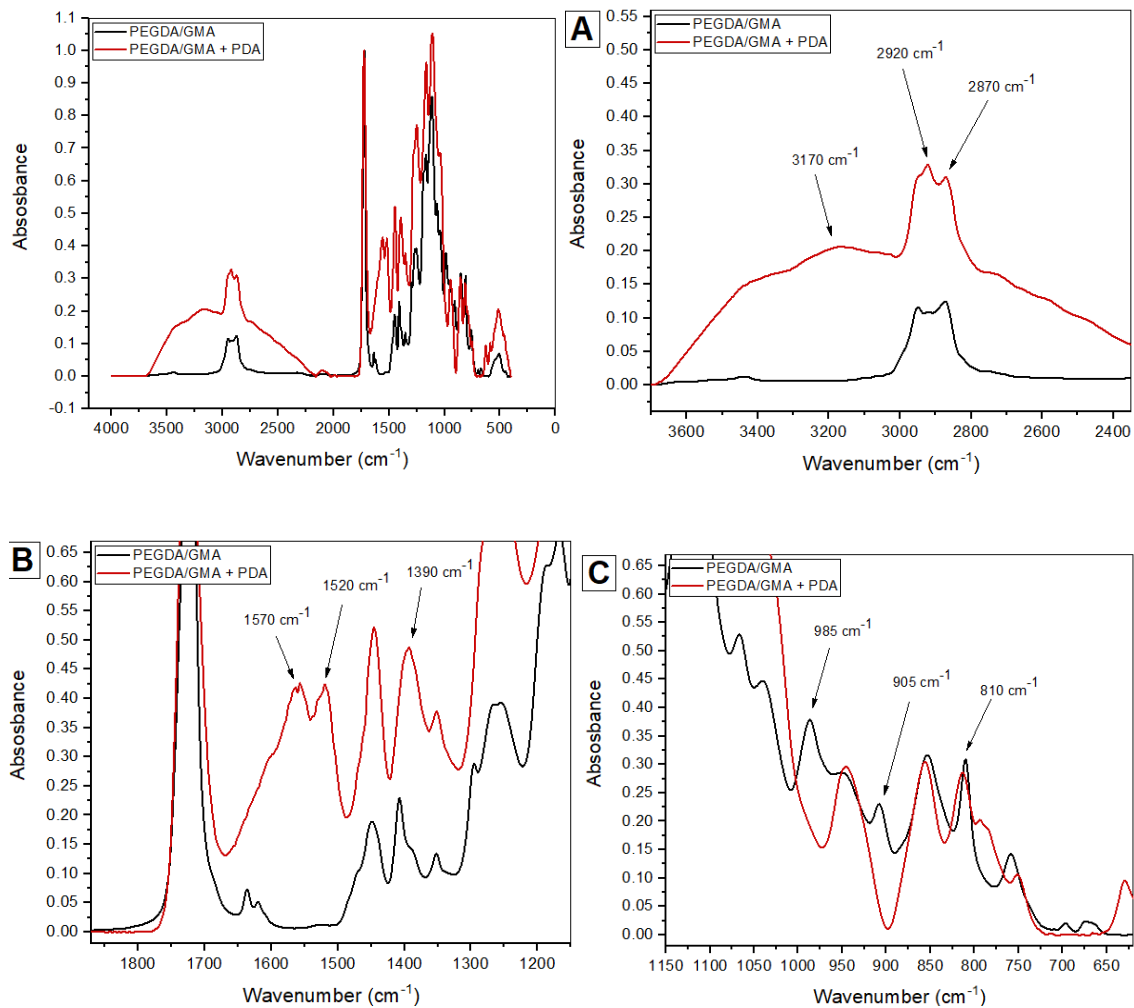 PEGDA/GMA
PEGDA/GMA + PDA
1.1
1.0
0.9
0.8
0.7
0.6
0.5
0.4
0.3
0.2
0.1
0.0
-0.1
Absosbance
4000 3500 3000 2500 2000 1500 1000 500 0
Wavenumber (cm⁻¹)
A
PEGDA/GMA
PEGDA/GMA + PDA
2920 cm⁻¹
2870 cm⁻¹
3170 cm⁻¹
0.55
0.50
0.45
0.40
0.35
0.30
0.25
0.20
0.15
0.10
0.05
0.00
Absosbance
3600 3400 3200 3000 2800 2600 2400
Wavenumber (cm⁻¹)
B
PEGDA/GMA
PEGDA/GMA + PDA
1570 cm⁻¹
1520 cm⁻¹
1390 cm⁻¹
0.65
0.60
0.55
0.50
0.45
0.40
0.35
0.30
0.25
0.20
0.15
0.10
0.05
0.00
Absosbance
1800 1700 1600 1500 1400 1300 1200
Wavenumber (cm⁻¹)
C
PEGDA/GMA
PEGDA/GMA + PDA
985 cm⁻¹
905 cm⁻¹
810 cm⁻¹
0.65
0.60
0.55
0.50
0.45
0.40
0.35
0.30
0.25
0.20
0.15
0.10
0.05
0.00
Absosbance
1150 1100 1050 1000 950 900 850 800 750 700 650
Wavenumber (cm⁻¹)